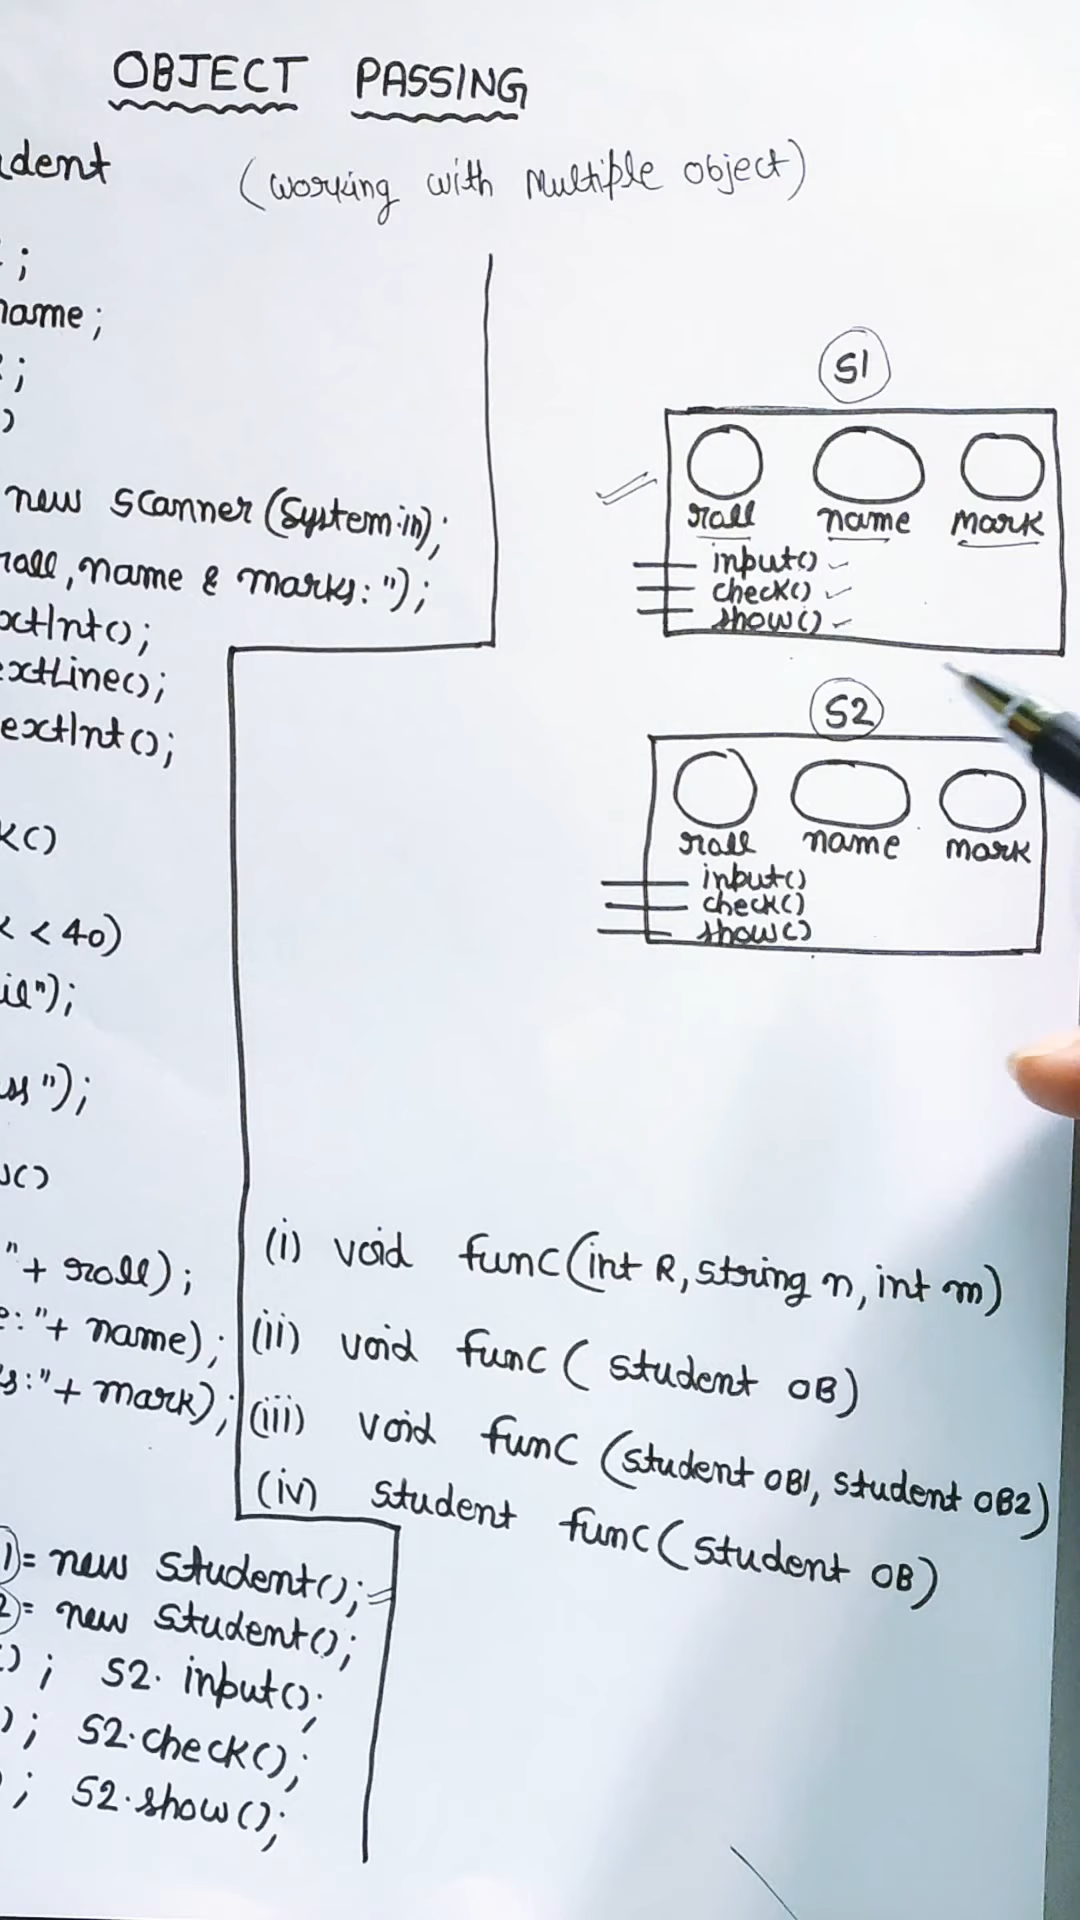 OBJECT PASSING
dent
(working with Multiple object)
;
name;
;
)
new Scanner(System.in);
roll, name & marks:");
extInt();
extLine();
extInt();
k()
k < 40)
il");
ss");
w()
"+ roll);
e:"+ name);
s:"+ mark);
1 = new student();
2 = new student();
(); S2. input();
); S2.check();
); S2.show();
S1
roll name mark
input()
check()
show()
S2
roll name mark
input()
check()
show()
(i) void func(int R, string n, int m)
(ii) void func( student OB)
(iii) void func (student OB1, student OB2)
(iv) student func(student OB)